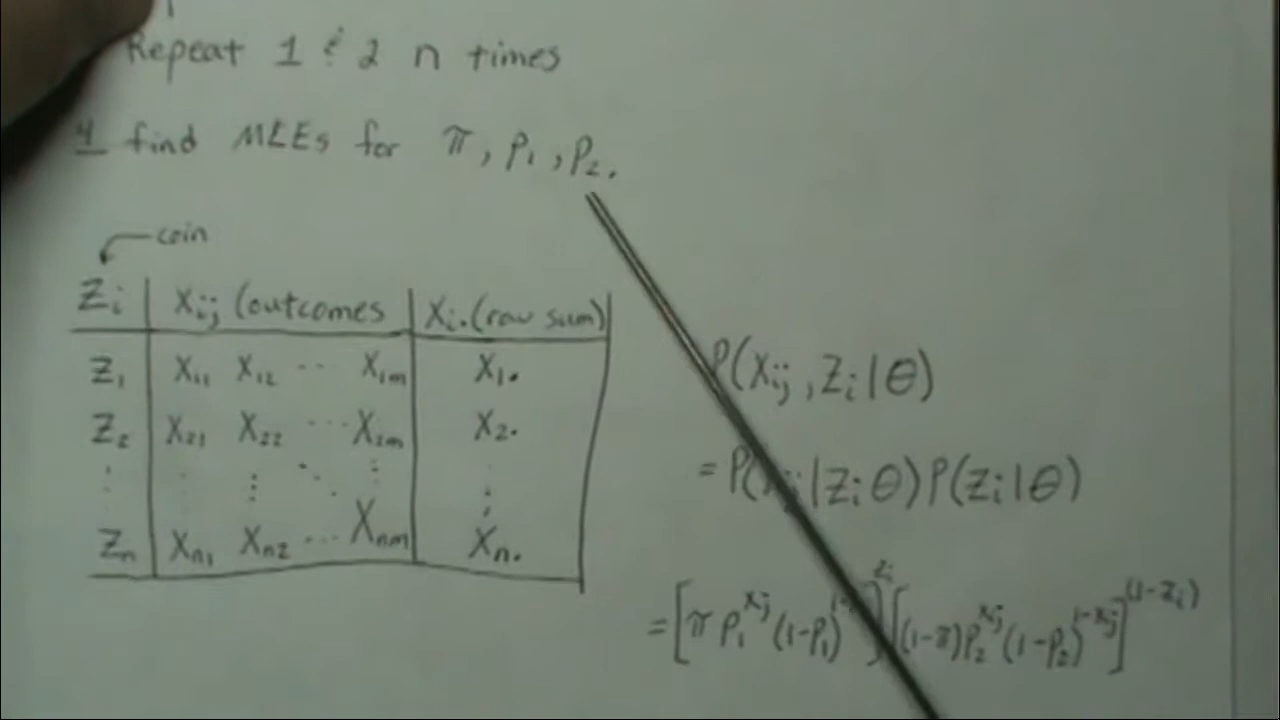 Repeat 1 & 2 n times
4 find MLEs for π, p₁, p₂.
coin
Zᵢ | Xᵢⱼ (outcomes | Xᵢ. (row sum)
Z₁ | X₁₁ X₁₂ ·· X₁ₘ | X₁.
Z₂ | X₂₁ X₂₂ ··· X₂ₘ | X₂.
⋮ ⋮ ⋮ ⋱ ⋮ ⋮
Zₙ | Xₙ₁ Xₙ₂ ··· Xₙₘ | Xₙ.
P(Xᵢⱼ, Zᵢ|θ)
= P( |Zᵢ θ) P(Zᵢ|θ)
= [π p₁^Xᵢⱼ (1-p₁) ]^Zᵢ [(1-π) p₂^Xᵢⱼ (1-p₂)^1-Xᵢⱼ]^(1-Zᵢ)